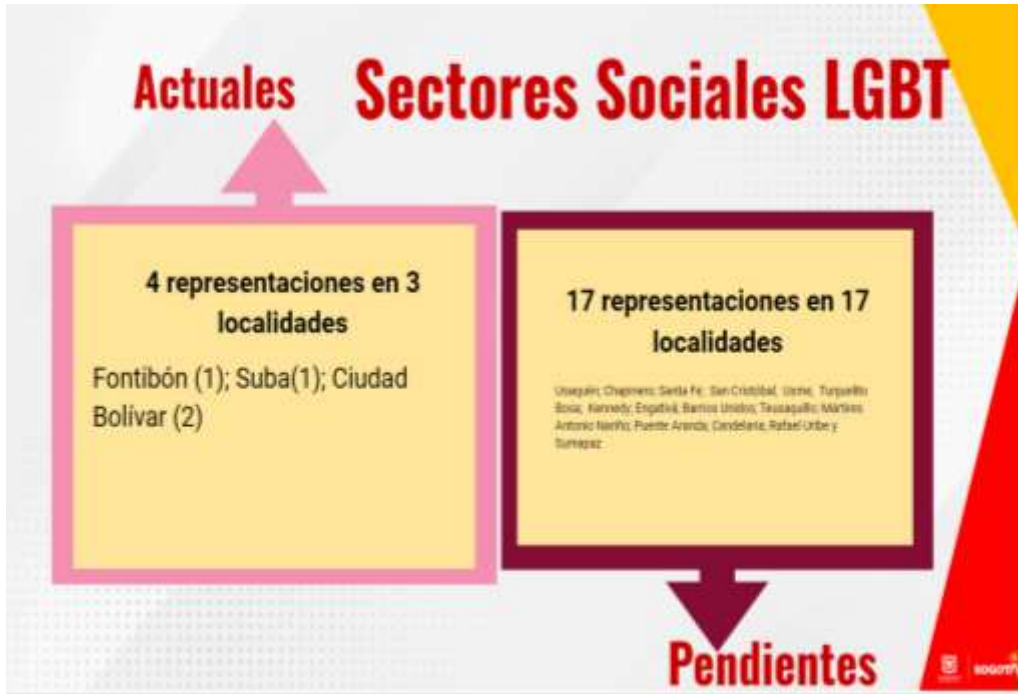 Actuales
Sectores Sociales LGBT
4 representaciones en 3
localidades
Fontibón (1); Suba(1); Ciudad
Bolívar (2)
17 representaciones en 17
localidades
Usaquén; Chapinero; Santa Fe; San Cristóbal, Usme; Tunjuelito
Bosa; Kennedy; Engativá; Barrios Unidos; Teusaquillo; Mártires
Antonio Nariño; Puente Aranda; Candelaria; Rafael Uribe y
Sumapaz
Pendientes
BOGOTÁ